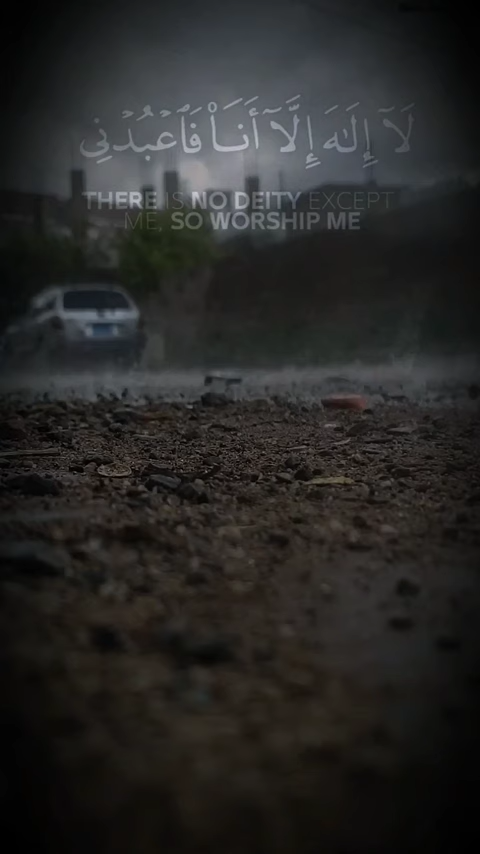 لَآ إِلَـٰهَ إِلَّآ أَنَا۠ فَٱعْبُدْنِى
THERE IS NO DEITY EXCEPT
ME, SO WORSHIP ME